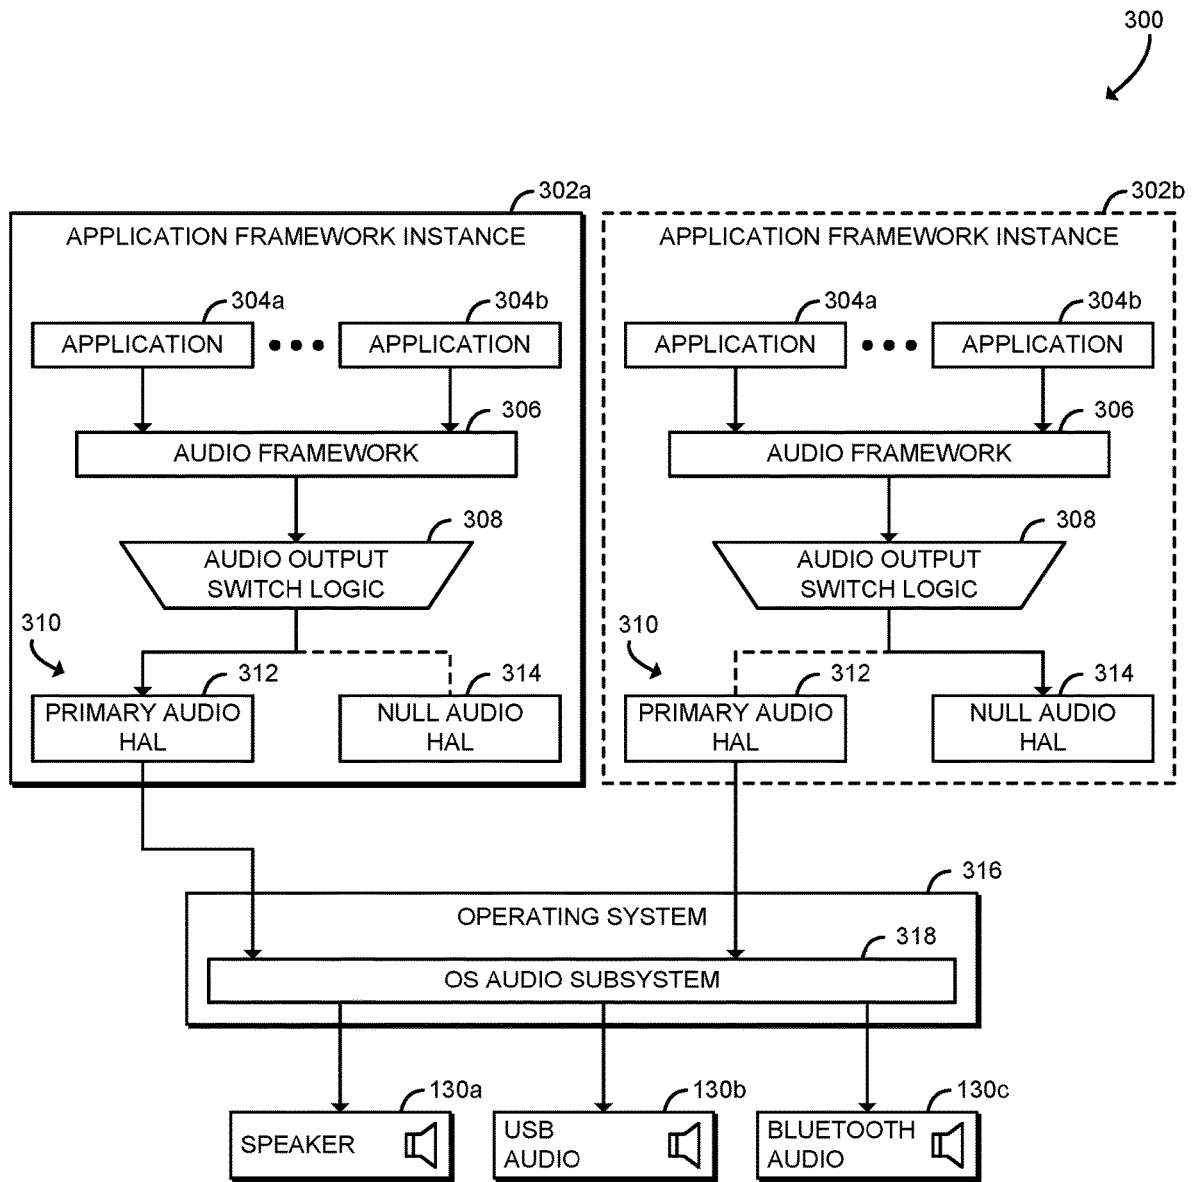 300
302a
302b
APPLICATION FRAMEWORK INSTANCE
APPLICATION FRAMEWORK INSTANCE
304a
304b
304a
304b
APPLICATION
APPLICATION
APPLICATION
APPLICATION
306
306
AUDIO FRAMEWORK
AUDIO FRAMEWORK
308
308
AUDIO OUTPUT
SWITCH LOGIC
AUDIO OUTPUT
SWITCH LOGIC
310
312
314
310
312
314
PRIMARY AUDIO
HAL
NULL AUDIO
HAL
PRIMARY AUDIO
HAL
NULL AUDIO
HAL
316
OPERATING SYSTEM
318
OS AUDIO SUBSYSTEM
130a
130b
130c
SPEAKER
USB
AUDIO
BLUETOOTH
AUDIO